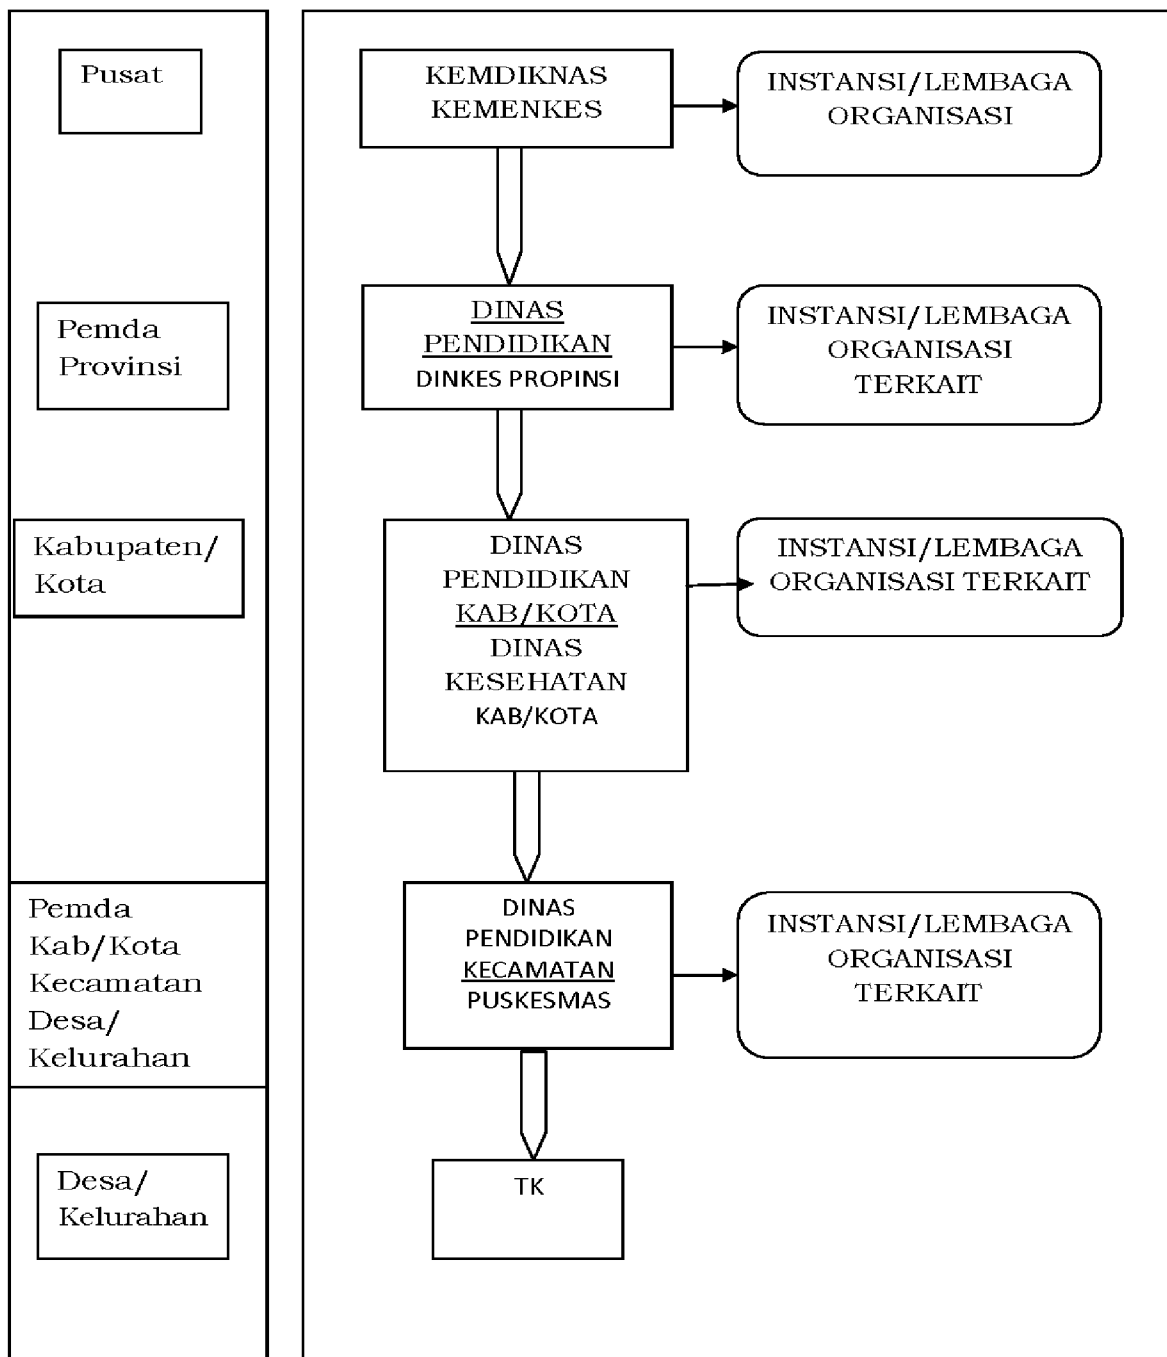 Pusat
KEMDIKNAS
KEMENKES
INSTANSI/LEMBAGA
ORGANISASI
Pemda
Provinsi
DINAS
PENDIDIKAN
DINKES PROPINSI
INSTANSI/LEMBAGA
ORGANISASI
TERKAIT
Kabupaten/
Kota
DINAS
PENDIDIKAN
KAB/KOTA
DINAS
KESEHATAN
KAB/KOTA
INSTANSI/LEMBAGA
ORGANISASI TERKAIT
Pemda
Kab/Kota
Kecamatan
Desa/
Kelurahan
DINAS
PENDIDIKAN
KECAMATAN
PUSKESMAS
INSTANSI/LEMBAGA
ORGANISASI
TERKAIT
Desa/
Kelurahan
TK